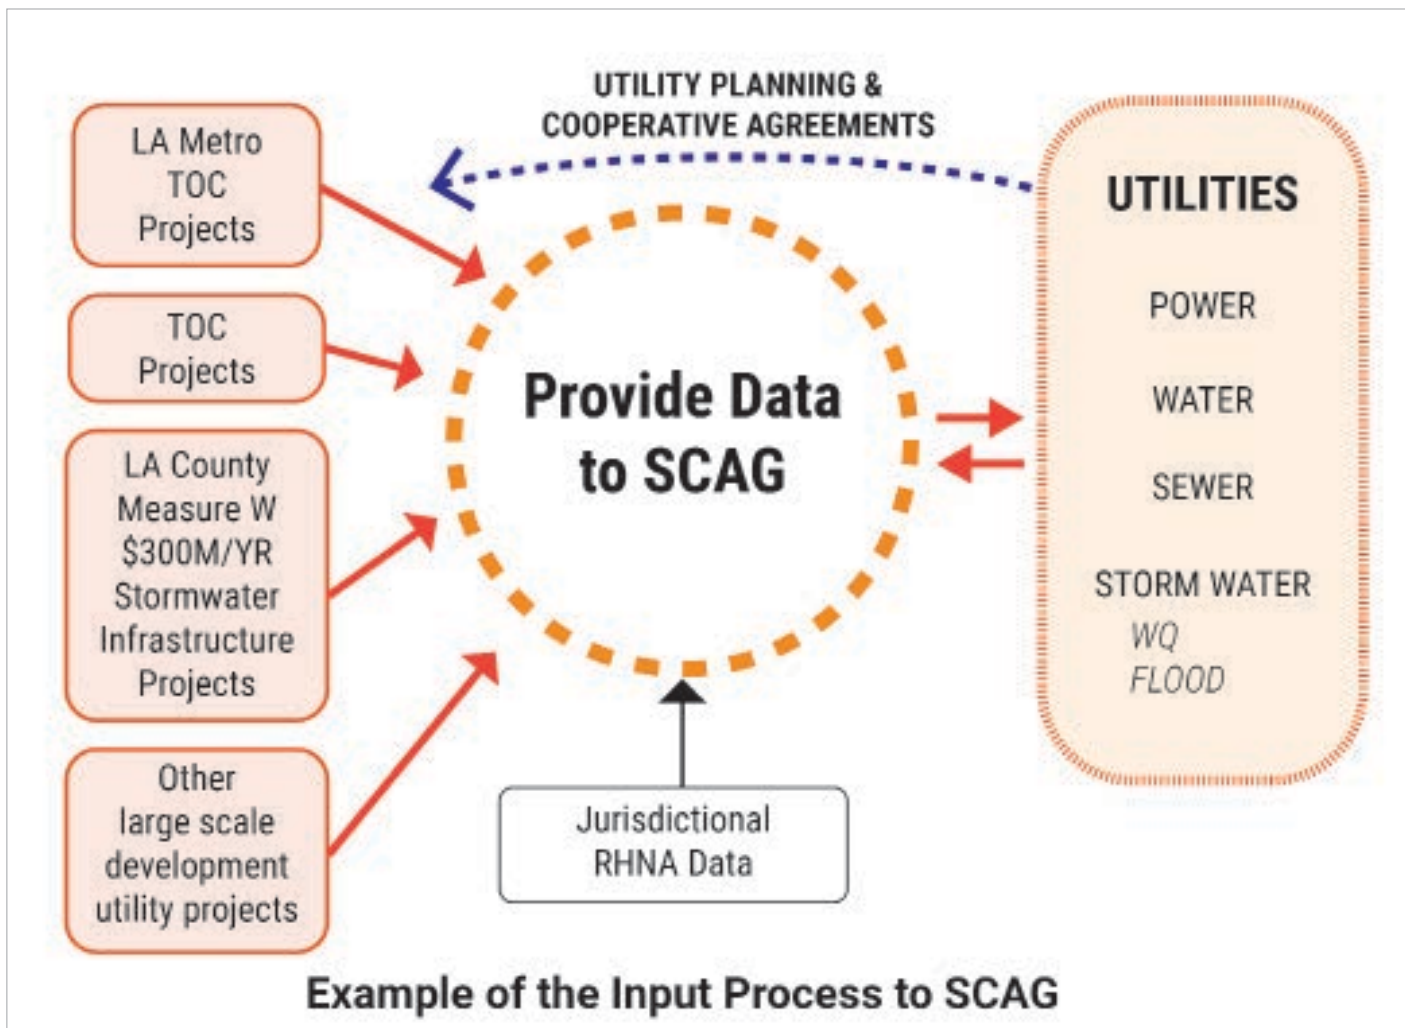 UTILITY PLANNING &
COOPERATIVE AGREEMENTS
LA Metro
TOC
Projects
TOC
Projects
LA County
Measure W
$300M/YR
Stormwater
Infrastructure
Projects
Other
large scale
development
utility projects
Provide Data
to SCAG
Jurisdictional
RHNA Data
UTILITIES
POWER
WATER
SEWER
STORM WATER
WQ
FLOOD
Example of the Input Process to SCAG